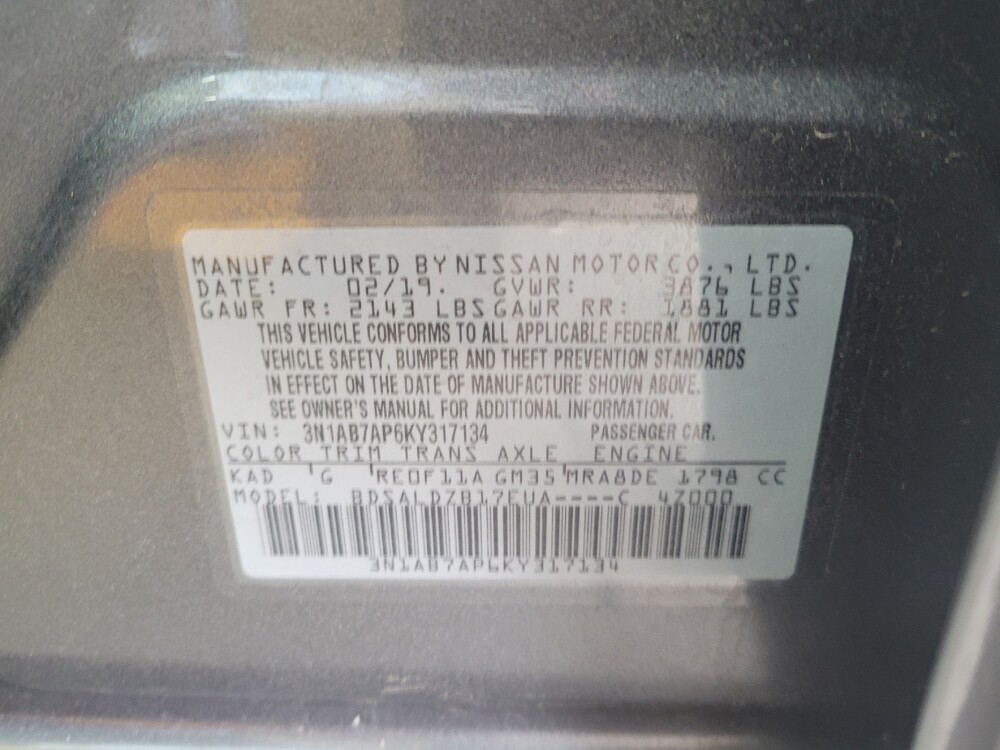 MANUFACTURED BY NISSAN MOTOR CO., LTD.
DATE: 02/19. GVWR: 3876 LBS
GAWR FR: 2143 LBS GAWR RR: 1881 LBS
THIS VEHICLE CONFORMS TO ALL APPLICABLE FEDERAL MOTOR
VEHICLE SAFETY, BUMPER AND THEFT PREVENTION STANDARDS
IN EFFECT ON THE DATE OF MANUFACTURE SHOWN ABOVE.
SEE OWNER'S MANUAL FOR ADDITIONAL INFORMATION.
VIN: 3N1AB7AP6KY317134 PASSENGER CAR.
COLOR TRIM TRANS AXLE ENGINE
KAD G RE0F11A GM35 MRA8DE 1798 CC
MODEL: BDSALDZB17EUA----C 4Z000
3N1AB7AP6KY317134